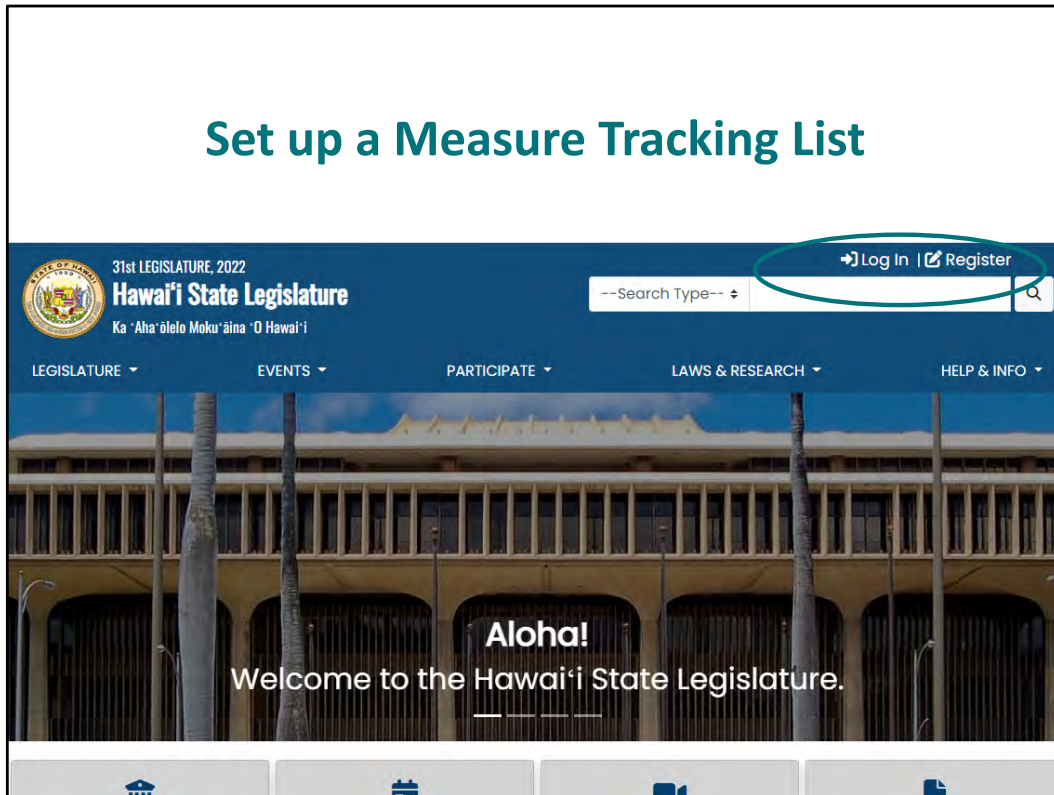 Set up a Measure Tracking List
Log In | Register
31st LEGISLATURE, 2022
Hawaiʻi State Legislature
Ka ʻAhaʻōlelo Mokuʻāina ʻO Hawaiʻi
--Search Type--
LEGISLATURE
EVENTS
PARTICIPATE
LAWS & RESEARCH
HELP & INFO
Aloha!
Welcome to the Hawaiʻi State Legislature.